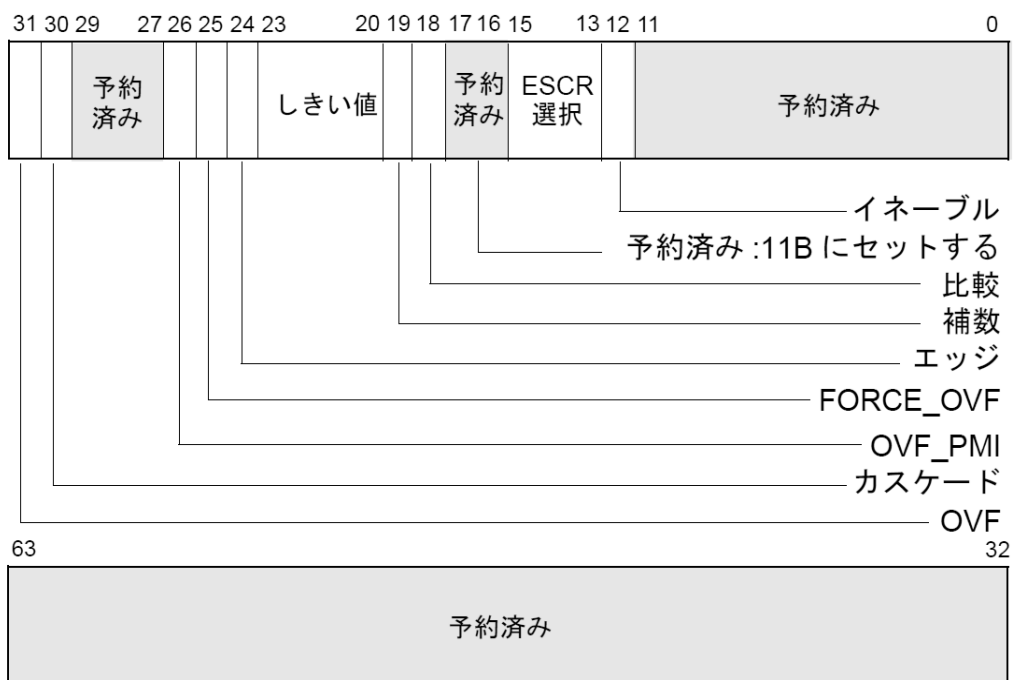 31 30 29 27 26 25 24 23 20 19 18 17 16 15 13 12 11 0
予約
済み
しきい値
予約
済み
ESCR
選択
予約済み
イネーブル
予約済み :11B にセットする
比較
補数
エッジ
FORCE_OVF
OVF_PMI
カスケード
OVF
63 32
予約済み